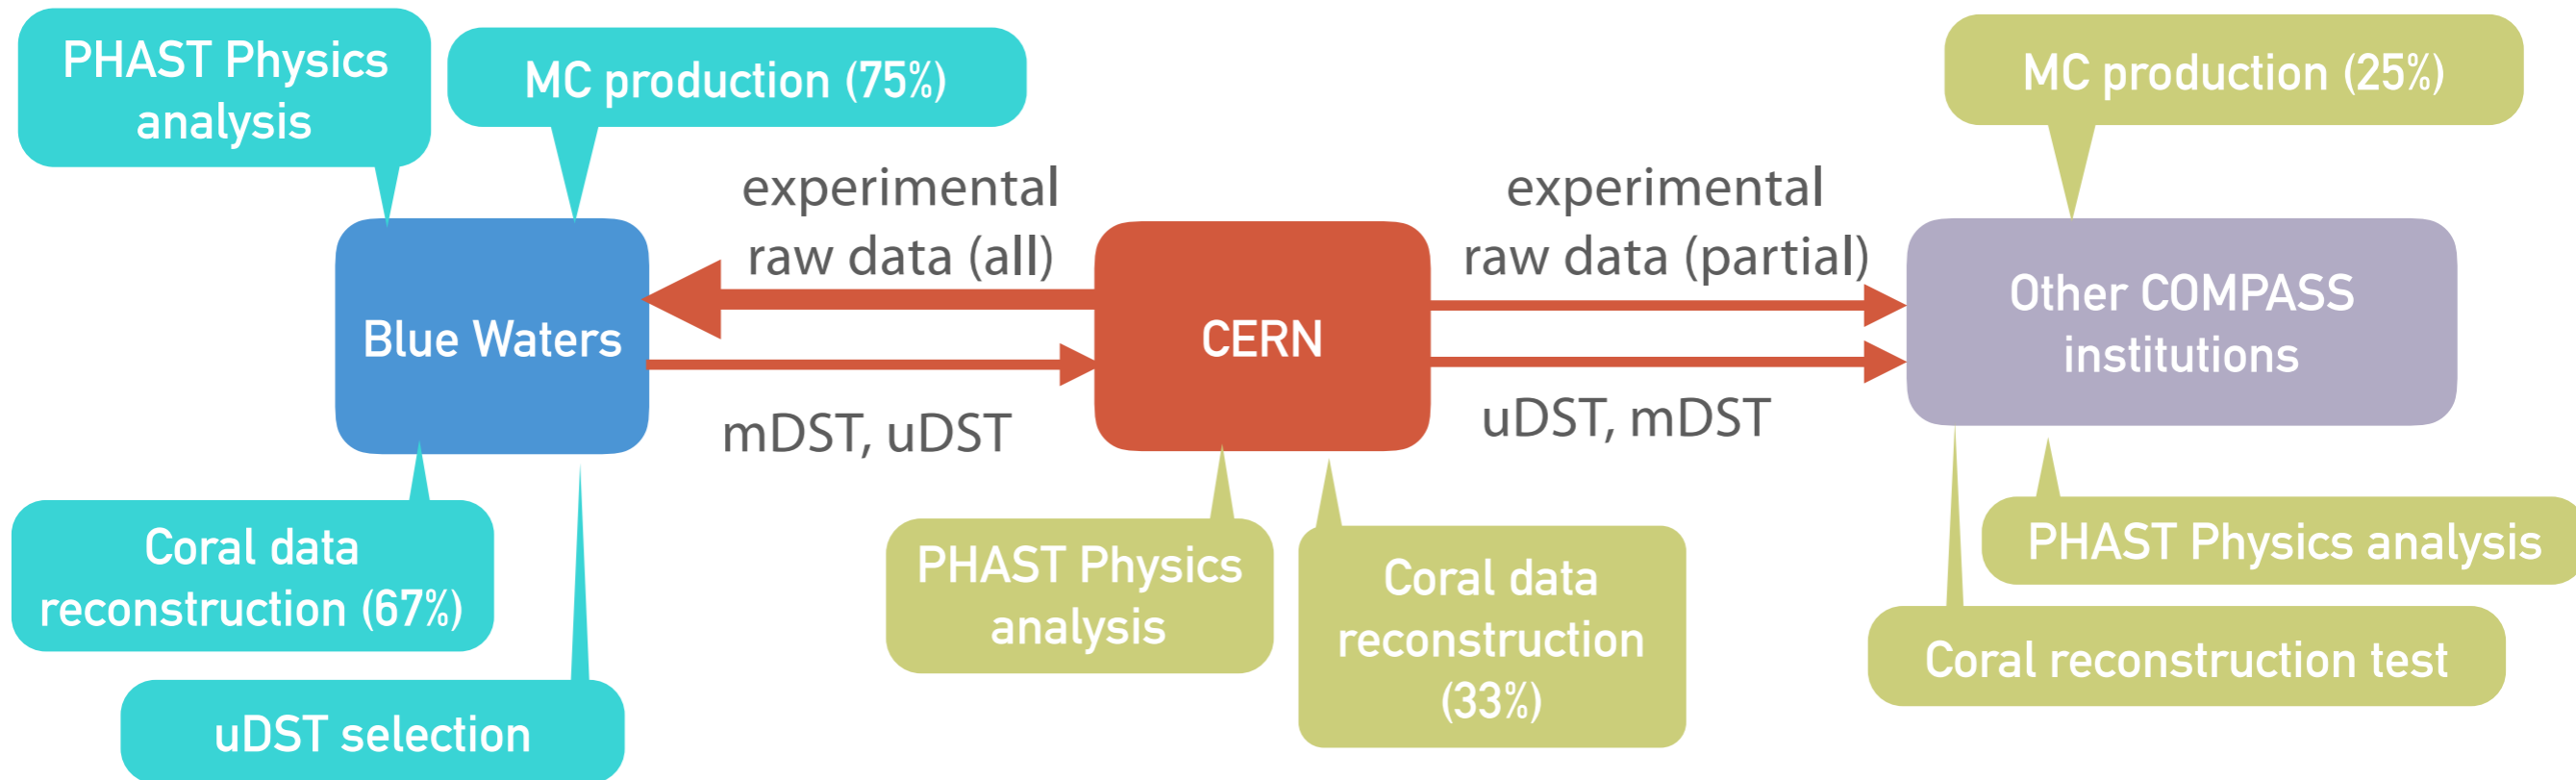 PHAST Physics
analysis
MC production (75%)
MC production (25%)
experimental
raw data (all)
experimental
raw data (partial)
Blue Waters
CERN
Other COMPASS
institutions
mDST, uDST
uDST, mDST
Coral data
reconstruction (67%)
uDST selection
PHAST Physics
analysis
Coral data
reconstruction
(33%)
PHAST Physics analysis
Coral reconstruction test